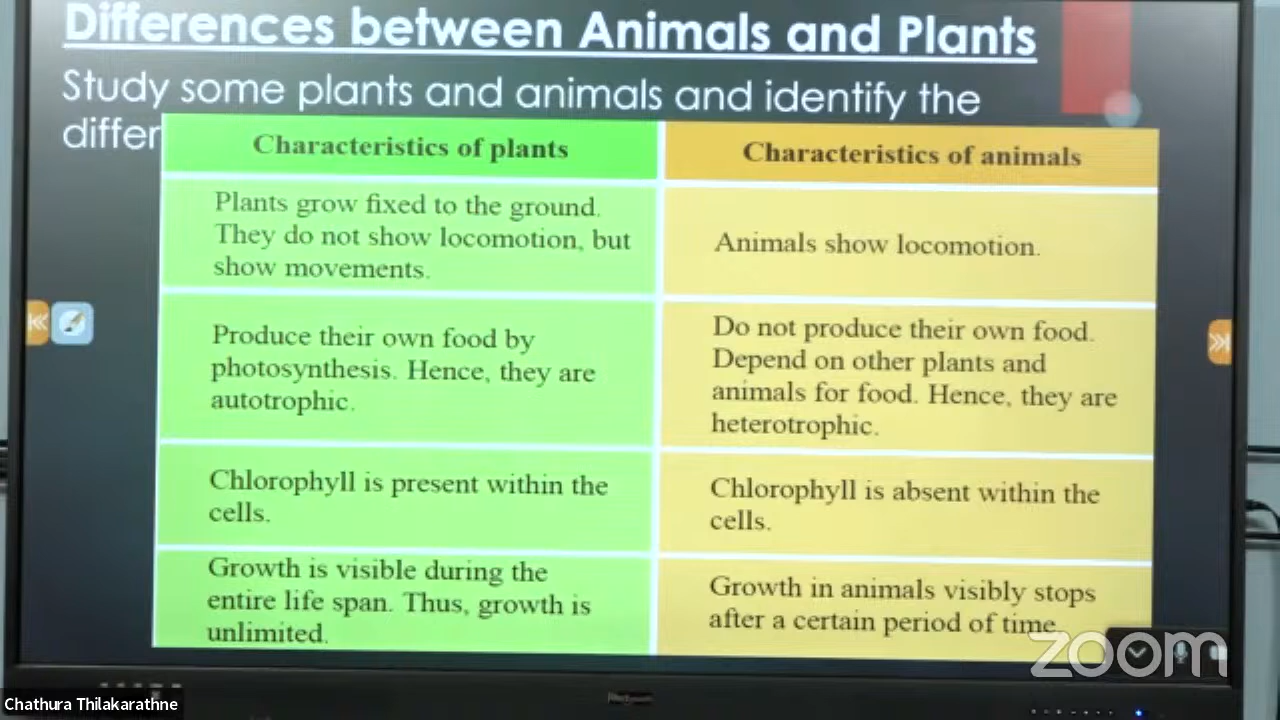 Differences between Animals and Plants
Study some plants and animals and identify the
differ
Characteristics of plants
Characteristics of animals
Plants grow fixed to the ground.
They do not show locomotion, but
show movements.
Animals show locomotion.
Produce their own food by
photosynthesis. Hence, they are
autotrophic.
Do not produce their own food.
Depend on other plants and
animals for food. Hence, they are
heterotrophic.
Chlorophyll is present within the
cells.
Chlorophyll is absent within the
cells.
Growth is visible during the
entire life span. Thus, growth is
unlimited.
Growth in animals visibly stops
after a certain period of time.
zoom
Chathura Thilakarathne